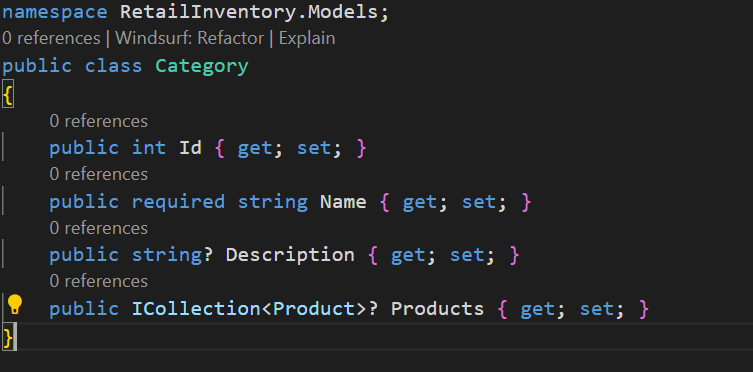 namespace RetailInventory.Models;
0 references | Windsurf: Refactor | Explain
public class Category
{
0 references
public int Id { get; set; }
0 references
public required string Name { get; set; }
0 references
public string? Description { get; set; }
0 references
public ICollection<Product>? Products { get; set; }
}